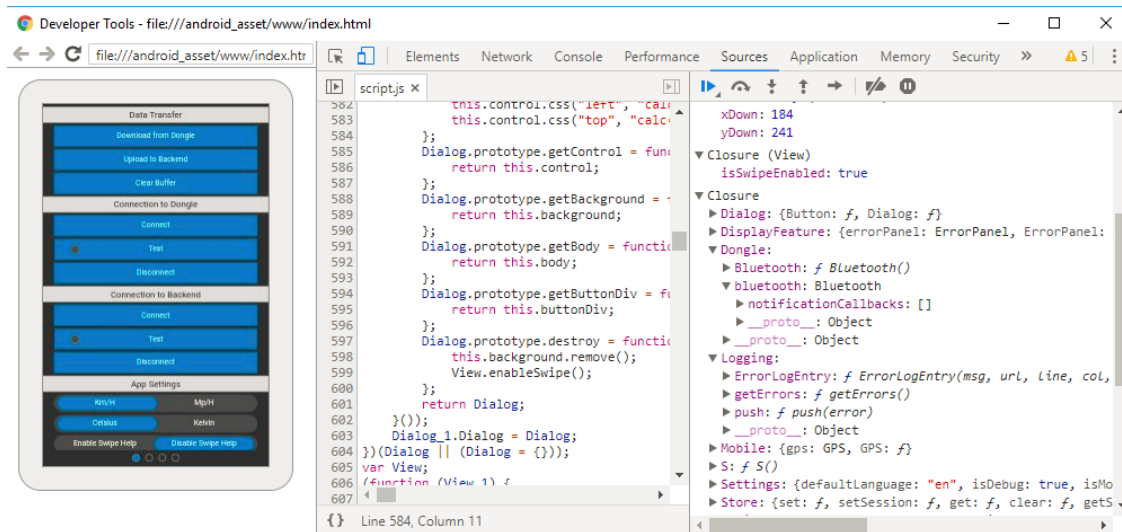 Developer Tools - file:///android_asset/www/index.html
file:///android_asset/www/index.htr
Elements Network Console Performance Sources Application Memory Security » 5
Data Transfer
Download from Dongle
Upload to Backend
Clear Buffer
Connection to Dongle
Connect
Test
Disconnect
Connection to Backend
Connect
Test
Disconnect
App Settings
Km/H Mp/H
Celsius Kelvin
Enable Swipe Help Disable Swipe Help
script.js ×
582 this.control.css("left", "calc
583 this.control.css("top", "calc
584 };
585 Dialog.prototype.getControl = func
586 return this.control;
587 };
588 Dialog.prototype.getBackground =
589 return this.background;
590 };
591 Dialog.prototype.getBody = functio
592 return this.body;
593 };
594 Dialog.prototype.getButtonDiv = fu
595 return this.buttonDiv;
596 };
597 Dialog.prototype.destroy = functio
598 this.background.remove();
599 View.enableSwipe();
600 };
601 return Dialog;
602 }());
603 Dialog_1.Dialog = Dialog;
604 })(Dialog || (Dialog = {}));
605 var View;
606 (function (View_1) {
607
{} Line 584, Column 11
xDown: 184
yDown: 241
▼Closure (View)
isSwipeEnabled: true
▼Closure
▶Dialog: {Button: ƒ, Dialog: ƒ}
▶DisplayFeature: {errorPanel: ErrorPanel, ErrorPanel:
▼Dongle:
▶Bluetooth: ƒ Bluetooth()
▼bluetooth: Bluetooth
▶notificationCallbacks: []
▶__proto__: Object
▶__proto__: Object
▼Logging:
▶ErrorLogEntry: ƒ ErrorLogEntry(msg, url, line, col,
▶getErrors: ƒ getErrors()
▶push: ƒ push(error)
▶__proto__: Object
▶Mobile: {gps: GPS, GPS: ƒ}
▶S: ƒ S()
▶Settings: {defaultLanguage: "en", isDebug: true, isMo
▶Store: {set: ƒ, setSession: ƒ, get: ƒ, clear: ƒ, getS